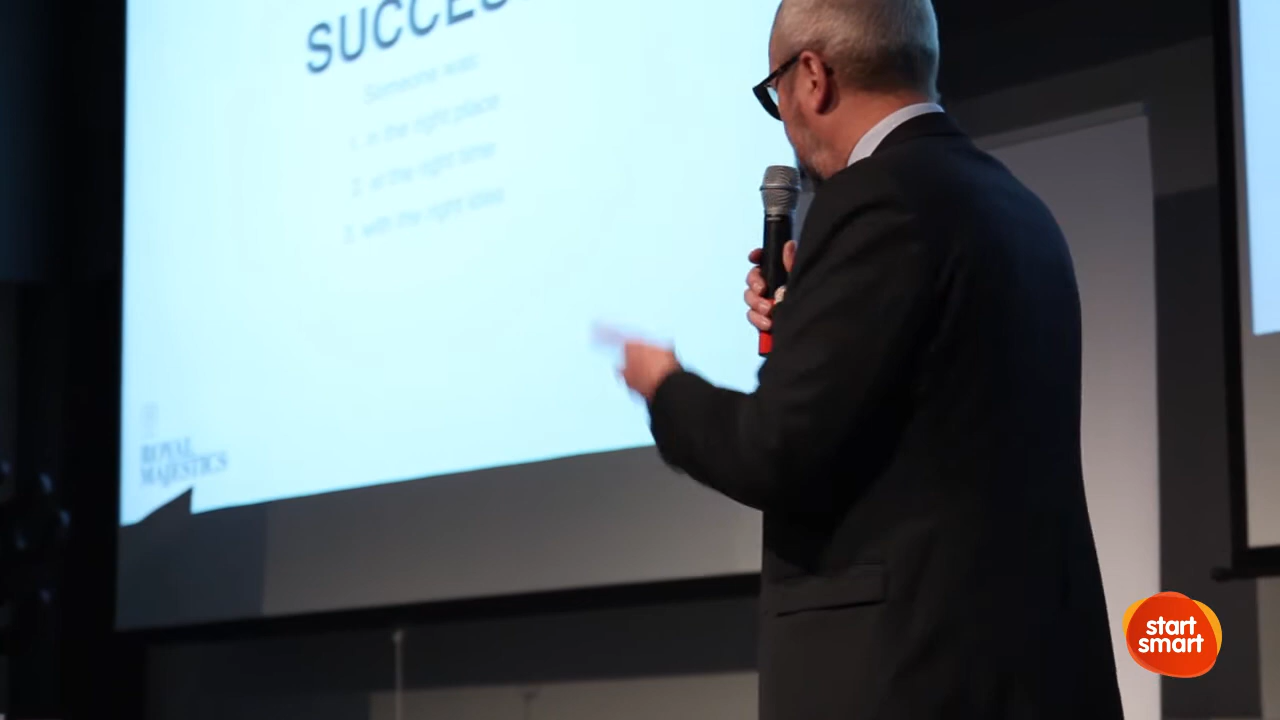 SUCCES
Someone was:
1. in the right place
2. at the right time
3. with the right idea
ROYAL
MAJESTICS
start
smart